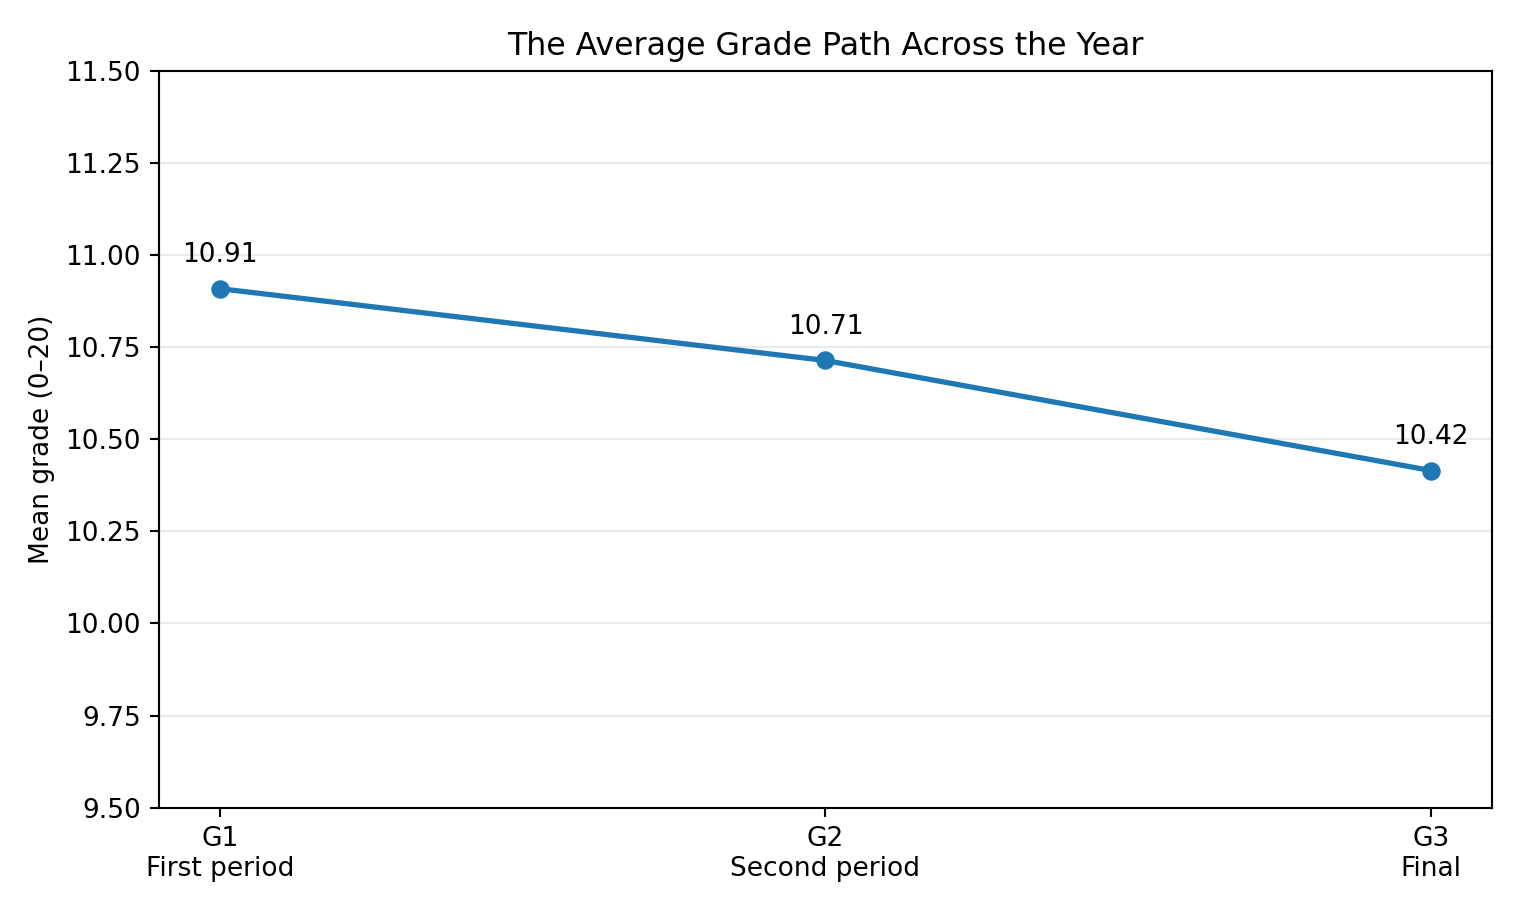 The Average Grade Path Across the Year
Mean grade (0–20)
11.50
11.25
11.00
10.75
10.50
10.25
10.00
9.75
9.50
10.91
10.71
10.42
G1
First period
G2
Second period
G3
Final